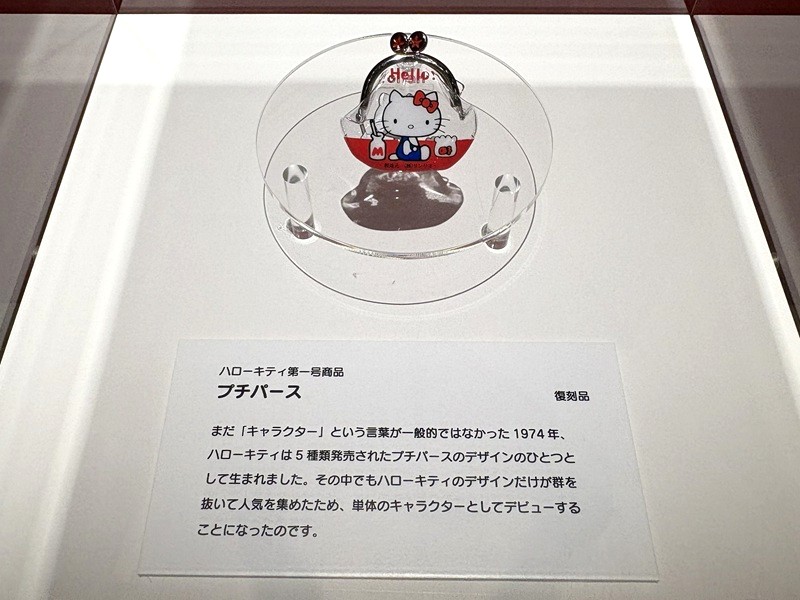 Hello!
M
ハローキティ第一号商品
プチパース
復刻品
まだ「キャラクター」という言葉が一般的ではなかった 1974 年、
ハローキティは 5 種類発売されたプチパースのデザインのひとつと
して生まれました。その中でもハローキティのデザインだけが群を
抜いて人気を集めたため、単体のキャラクターとしてデビューする
ことになったのです。